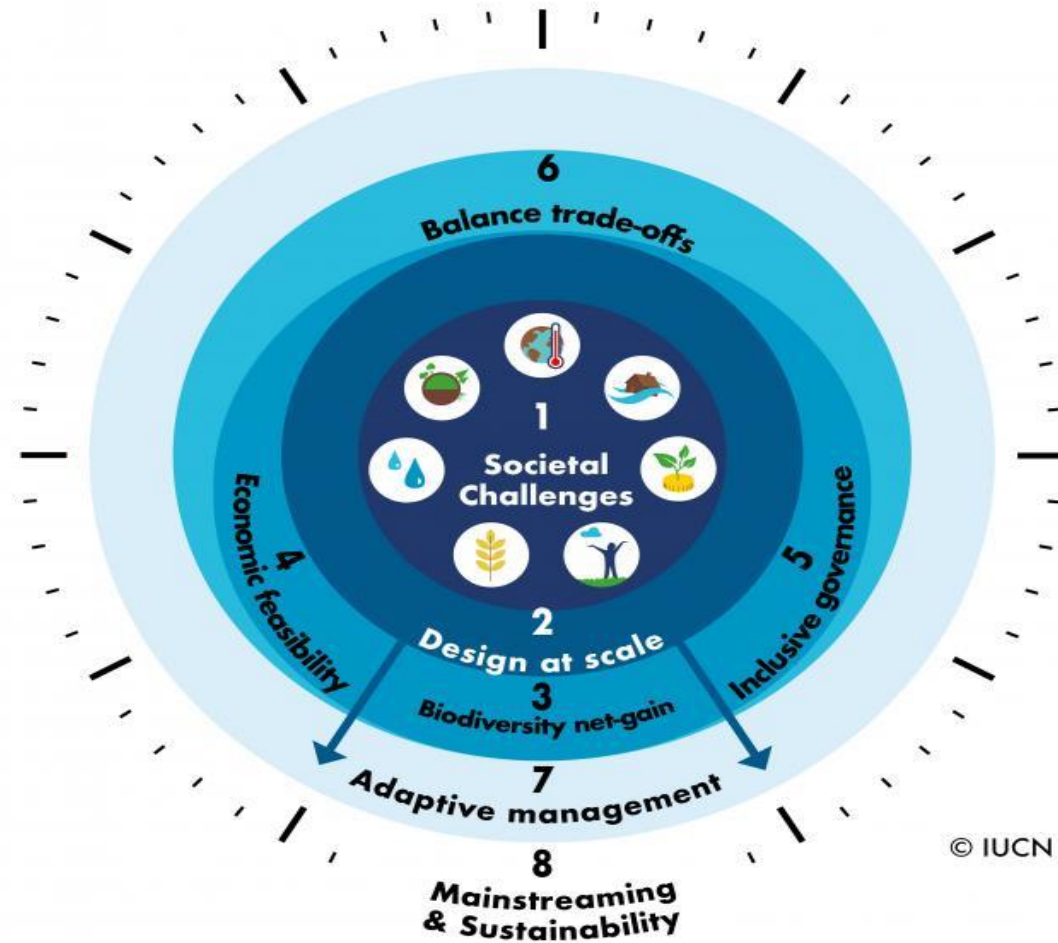 6
Balance trade-offs
1
Societal
Challenges
4
Economic feasibility
5
Inclusive governance
2
Design at scale
3
Biodiversity net-gain
7
Adaptive management
© IUCN
8
Mainstreaming
& Sustainability